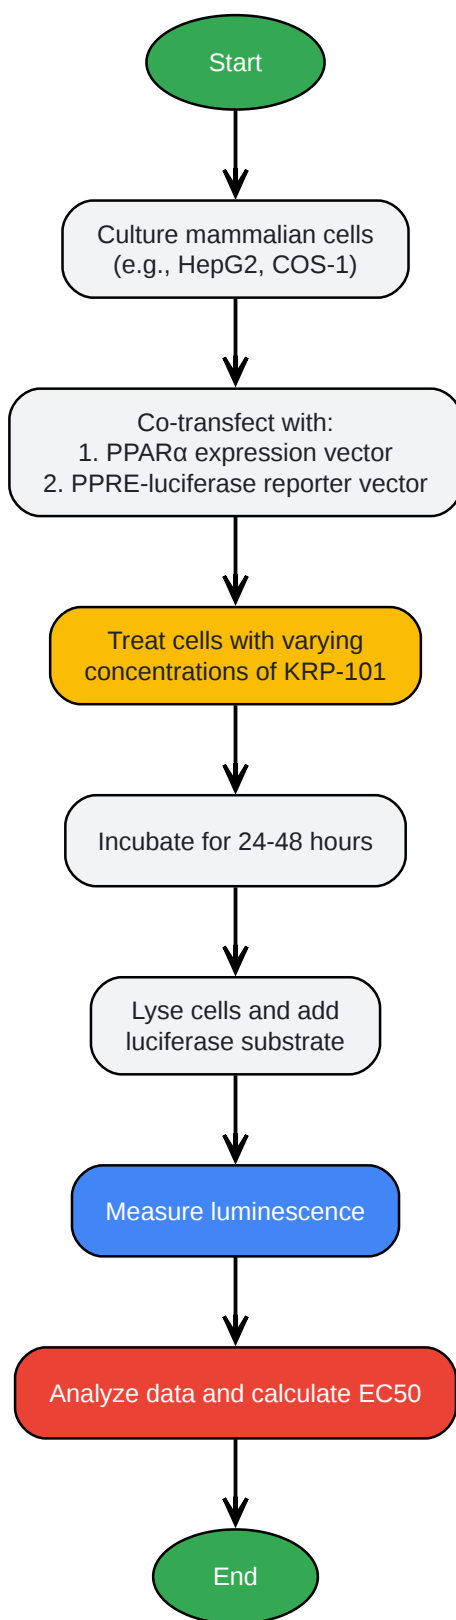 Start
Culture mammalian cells
(e.g., HepG2, COS-1)
Co-transfect with:
1. PPARα expression vector
2. PPRE-luciferase reporter vector
Treat cells with varying
concentrations of KRP-101
Incubate for 24-48 hours
Lyse cells and add
luciferase substrate
Measure luminescence
Analyze data and calculate EC50
End